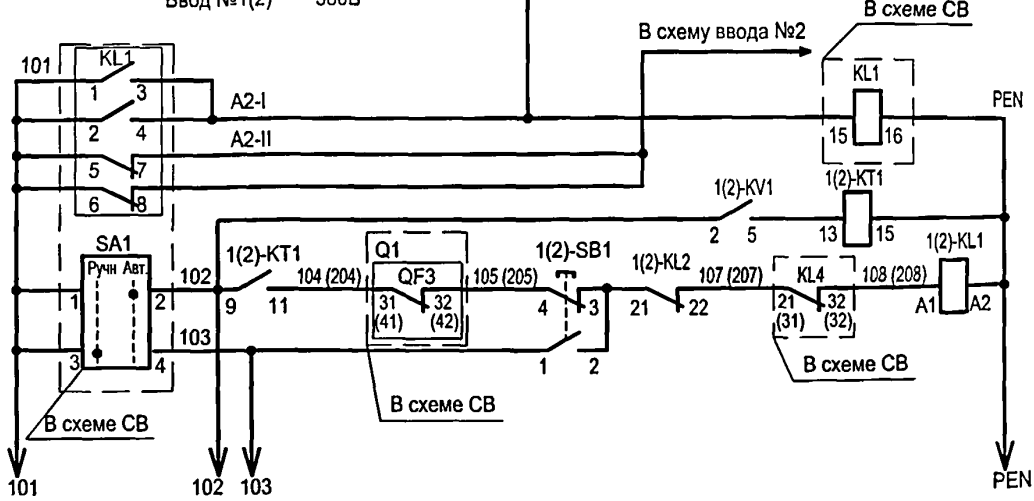 Ввод №1(2) 380В
В схеме СВ
В схему ввода №2
101 KL1
KL1
PEN
1 3
A2-I
2 4
15 16
A2-II
5 7
6 8
1(2)-KV1
1(2)-KT1
2 5
13 15
SA1
Ручн Авт.
102
1(2)-KT1
Q1
1(2)-SB1
1(2)-KL2
1(2)-KL1
104 (204)
QF3
105 (205)
107 (207)
KL4
108 (208)
1 2
9 11
31 32
(41) (42)
4 3
21 22
21 32
(31) (32)
A1 A2
103
3 4
1 2
В схеме СВ
В схеме СВ
В схеме СВ
101
102 103
PEN